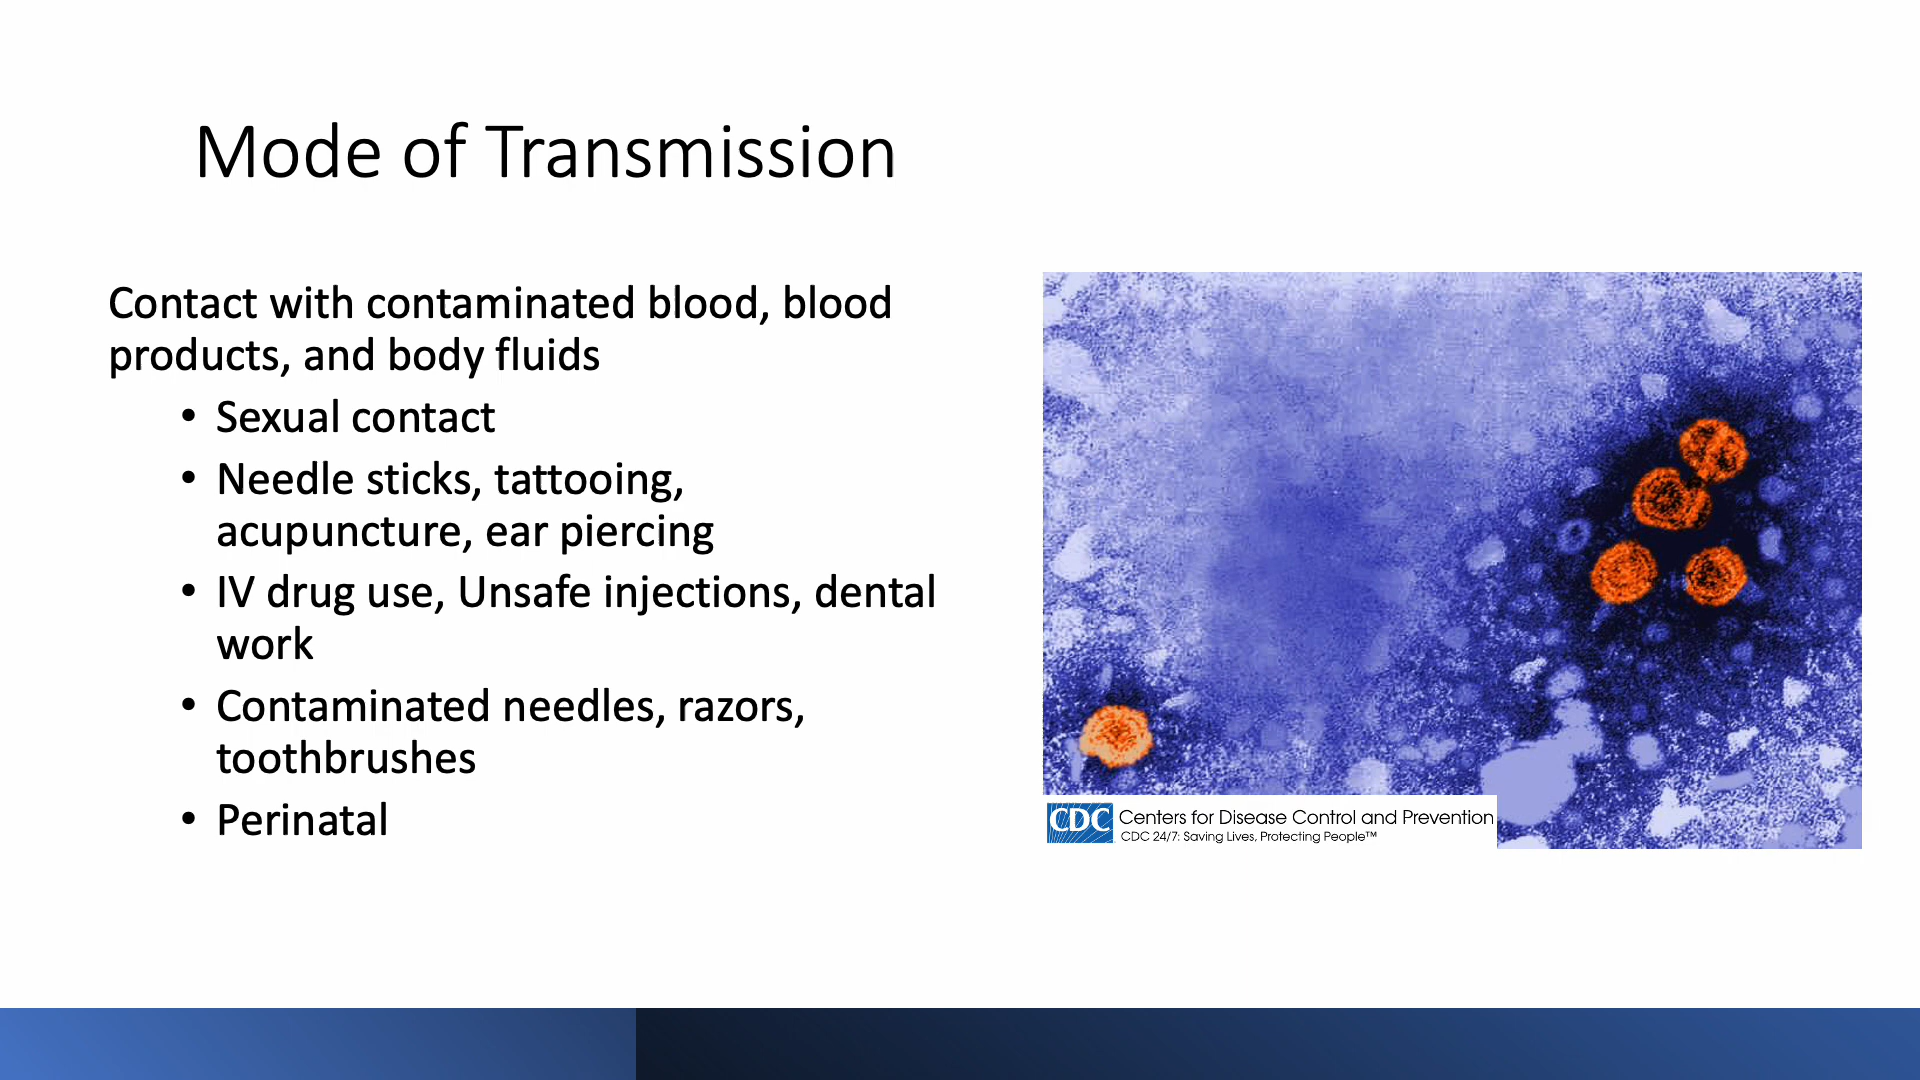 Mode of Transmission
Contact with contaminated blood, blood
products, and body fluids
• Sexual contact
• Needle sticks, tattooing,
acupuncture, ear piercing
• IV drug use, Unsafe injections, dental
work
• Contaminated needles, razors,
toothbrushes
• Perinatal
CDC Centers for Disease Control and Prevention
CDC 24/7: Saving Lives, Protecting People™